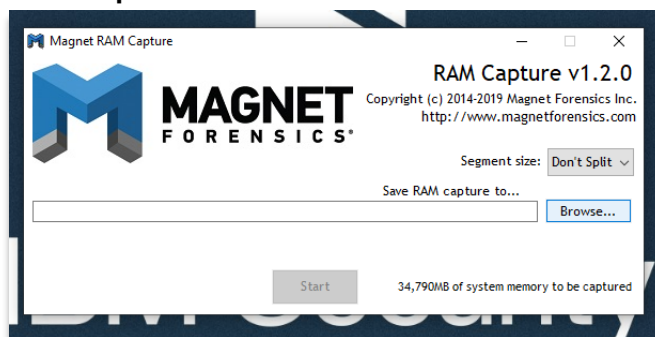 Magnet RAM Capture
RAM Capture v1.2.0
MAGNET
FORENSICS®
Copyright (c) 2014-2019 Magnet Forensics Inc.
http://www.magnetforensics.com
Segment size: Don't Split
Save RAM capture to...
Browse...
Start
34,790MB of system memory to be captured
IBM Security